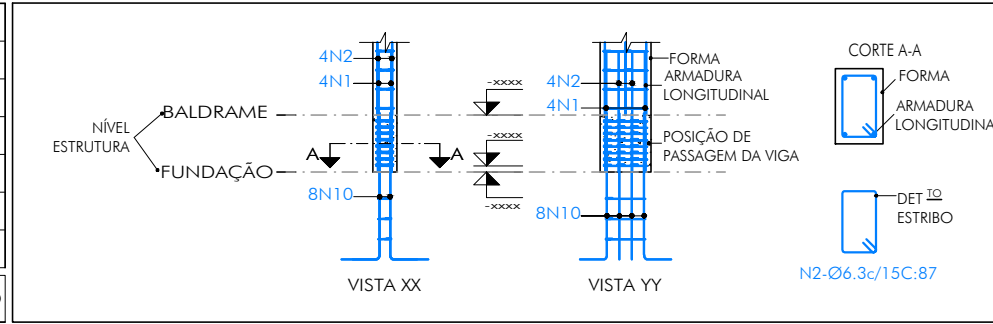 NÍVEL
ESTRUTURA
BALDRAME
FUNDAÇÃO
4N2
4N1
A
A
8N10
VISTA XX
-xxxx
-xxxx
-xxxx
4N2
4N1
8N10
FORMA
ARMADURA
LONGITUDINAL
POSIÇÃO DE
PASSAGEM DA VIGA
VISTA YY
CORTE A-A
FORMA
ARMADURA
LONGITUDINA
DET TO
ESTRIBO
N2-Ø6.3c/15C:87